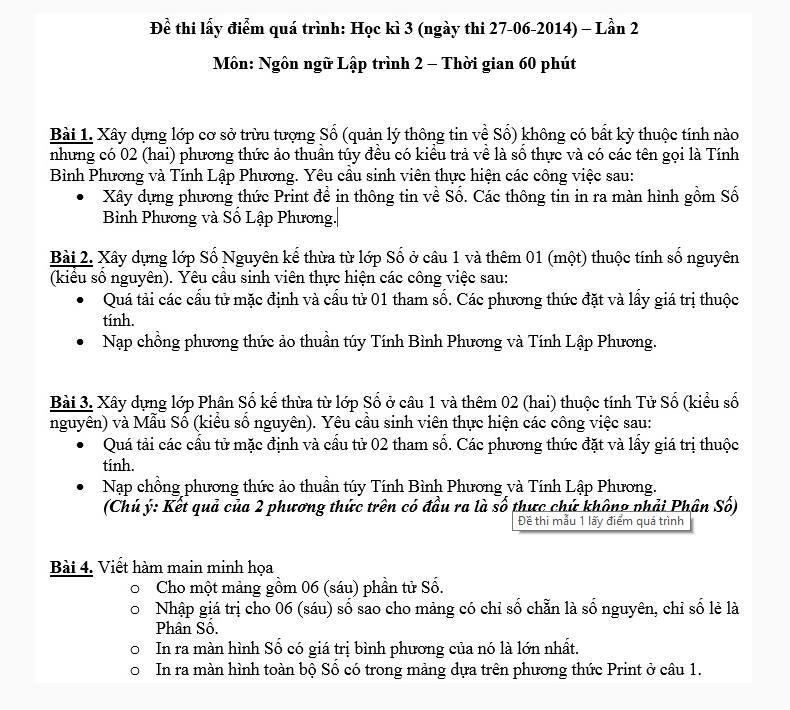 Đề thi lấy điểm quá trình: Học kì 3 (ngày thi 27-06-2014) – Lần 2
Môn: Ngôn ngữ Lập trình 2 – Thời gian 60 phút
Bài 1. Xây dựng lớp cơ sở trừu tượng Số (quản lý thông tin về Số) không có bất kỳ thuộc tính nào
nhưng có 02 (hai) phương thức ảo thuần túy đều có kiểu trả về là số thực và có các tên gọi là Tính
Bình Phương và Tính Lập Phương. Yêu cầu sinh viên thực hiện các công việc sau:
• Xây dựng phương thức Print để in thông tin về Số. Các thông tin in ra màn hình gồm Số
Bình Phương và Số Lập Phương.
Bài 2. Xây dựng lớp Số Nguyên kế thừa từ lớp Số ở câu 1 và thêm 01 (một) thuộc tính số nguyên
(kiểu số nguyên). Yêu cầu sinh viên thực hiện các công việc sau:
• Quá tải các cấu tử mặc định và cấu tử 01 tham số. Các phương thức đặt và lấy giá trị thuộc
tính.
• Nạp chồng phương thức ảo thuần túy Tính Bình Phương và Tính Lập Phương.
Bài 3. Xây dựng lớp Phân Số kế thừa từ lớp Số ở câu 1 và thêm 02 (hai) thuộc tính Tử Số (kiểu số
nguyên) và Mẫu Số (kiểu số nguyên). Yêu cầu sinh viên thực hiện các công việc sau:
• Quá tải các cấu tử mặc định và cấu tử 02 tham số. Các phương thức đặt và lấy giá trị thuộc
tính.
• Nạp chồng phương thức ảo thuần túy Tính Bình Phương và Tính Lập Phương.
(Chú ý: Kết quả của 2 phương thức trên có đầu ra là số thực chứ không phải Phân Số)
Đề thi mẫu 1 lấy điểm quá trình
Bài 4. Viết hàm main minh họa
o Cho một mảng gồm 06 (sáu) phần tử Số.
o Nhập giá trị cho 06 (sáu) số sao cho mảng có chỉ số chẵn là số nguyên, chỉ số lẻ là
Phân Số.
o In ra màn hình Số có giá trị bình phương của nó là lớn nhất.
o In ra màn hình toàn bộ Số có trong mảng dựa trên phương thức Print ở câu 1.